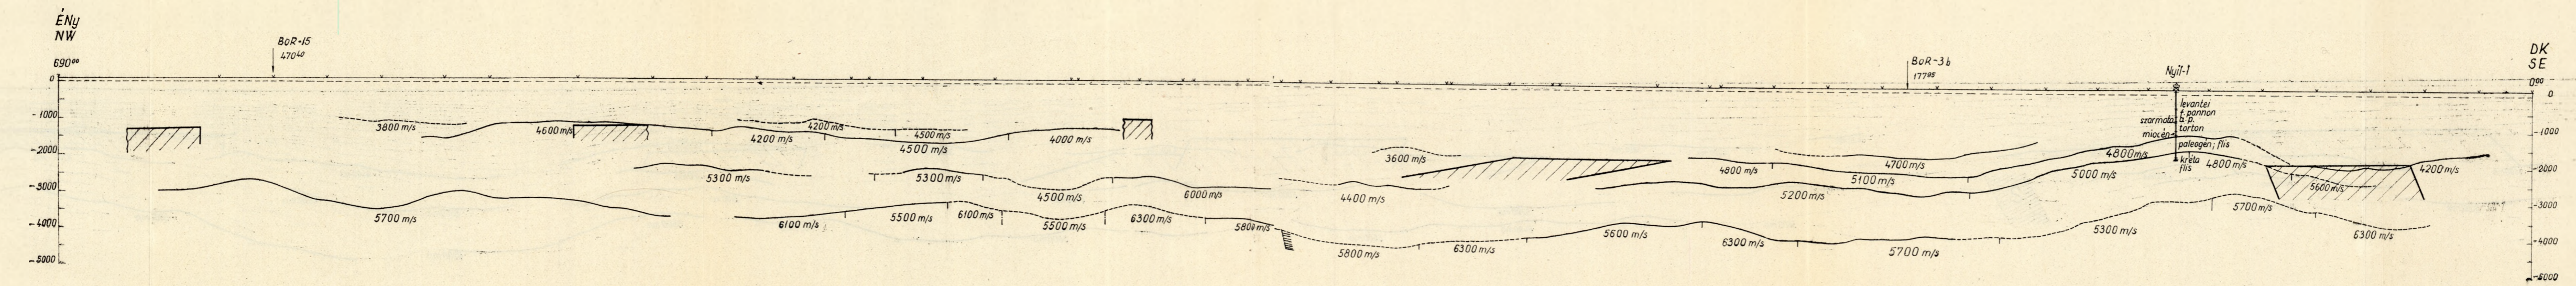 ÉNy
NW
690⁰⁰
BoR-15
470⁴⁰
BoR-3b
177⁰⁵
Nyil-1
DK
SE
0⁰⁰
0
-1000
-2000
-3000
-4000
-5000
0
-1000
-2000
-3000
-4000
-5000
3800 m/s
4600 m/s
4200 m/s
4200 m/s
4500 m/s
4500 m/s
4000 m/s
5300 m/s
5300 m/s
4500 m/s
6000 m/s
5700 m/s
6100 m/s
5500 m/s
6100 m/s
5500 m/s
6300 m/s
5800 m/s
3600 m/s
4400 m/s
5800 m/s
6300 m/s
5600 m/s
6300 m/s
5700 m/s
4700 m/s
4800 m/s
5100 m/s
5200 m/s
4800 m/s
5000 m/s
5300 m/s
levantei
f. pannon
szarmata a. p.
torton
miocén
paleogén; flis
kréta
flis
4800 m/s
5600 m/s
4200 m/s
5700 m/s
6300 m/s